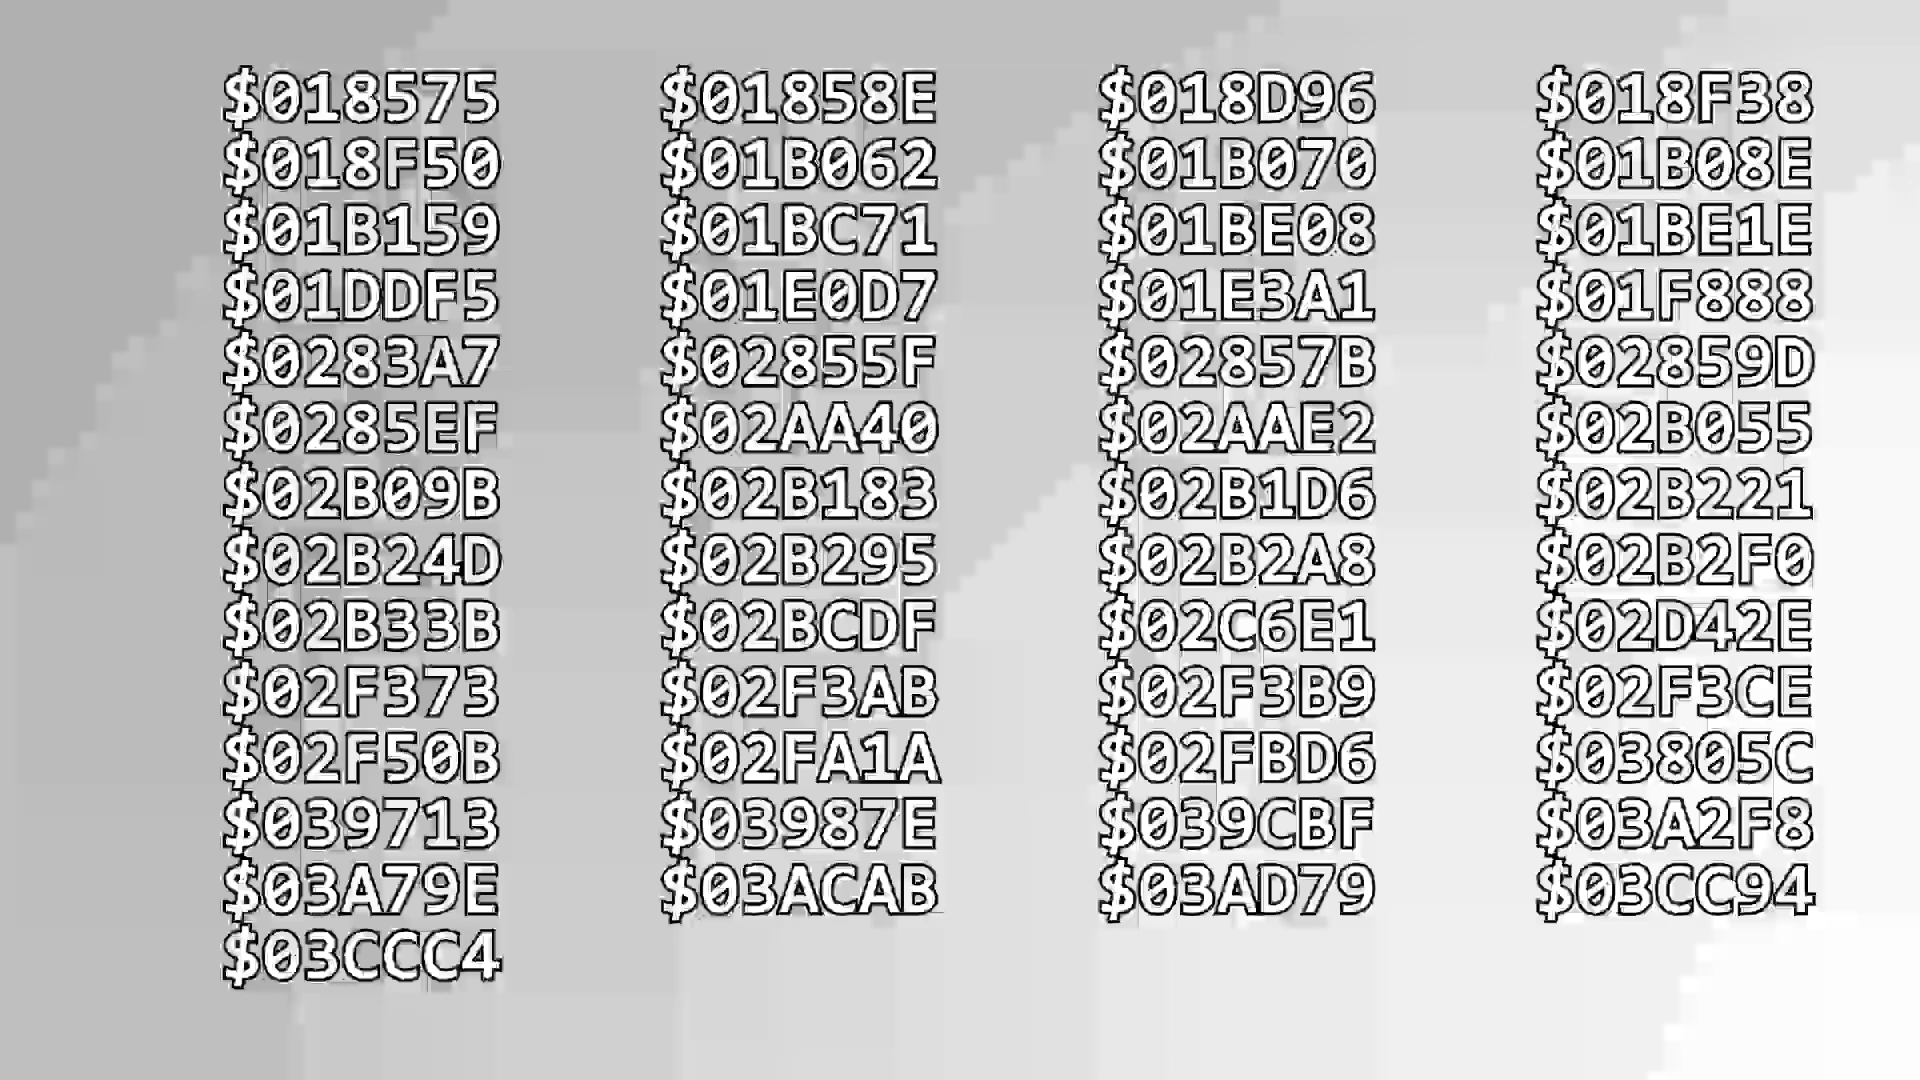 $018575 $01858E $018D96 $018F38
$018F50 $01B062 $01B070 $01B08E
$01B159 $01BC71 $01BE08 $01BE1E
$01DDF5 $01E0D7 $01E3A1 $01F888
$0283A7 $02855F $02857B $02859D
$0285EF $02AA40 $02AAE2 $02B055
$02B09B $02B183 $02B1D6 $02B221
$02B24D $02B295 $02B2A8 $02B2F0
$02B33B $02BCDF $02C6E1 $02D42E
$02F373 $02F3AB $02F3B9 $02F3CE
$02F50B $02FA1A $02FBD6 $03805C
$039713 $03987E $039CBF $03A2F8
$03A79E $03ACAB $03AD79 $03CC94
$03CCC4